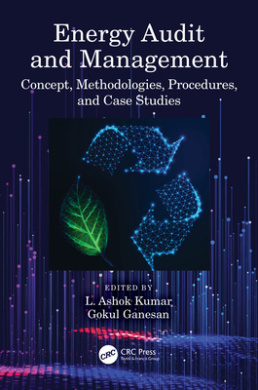 Energy Audit
and Management
Concept, Methodologies, Procedures,
and Case Studies
EDITED BY
L. Ashok Kumar
Gokul Ganesan
CRC
CRC Press
Taylor & Francis Group